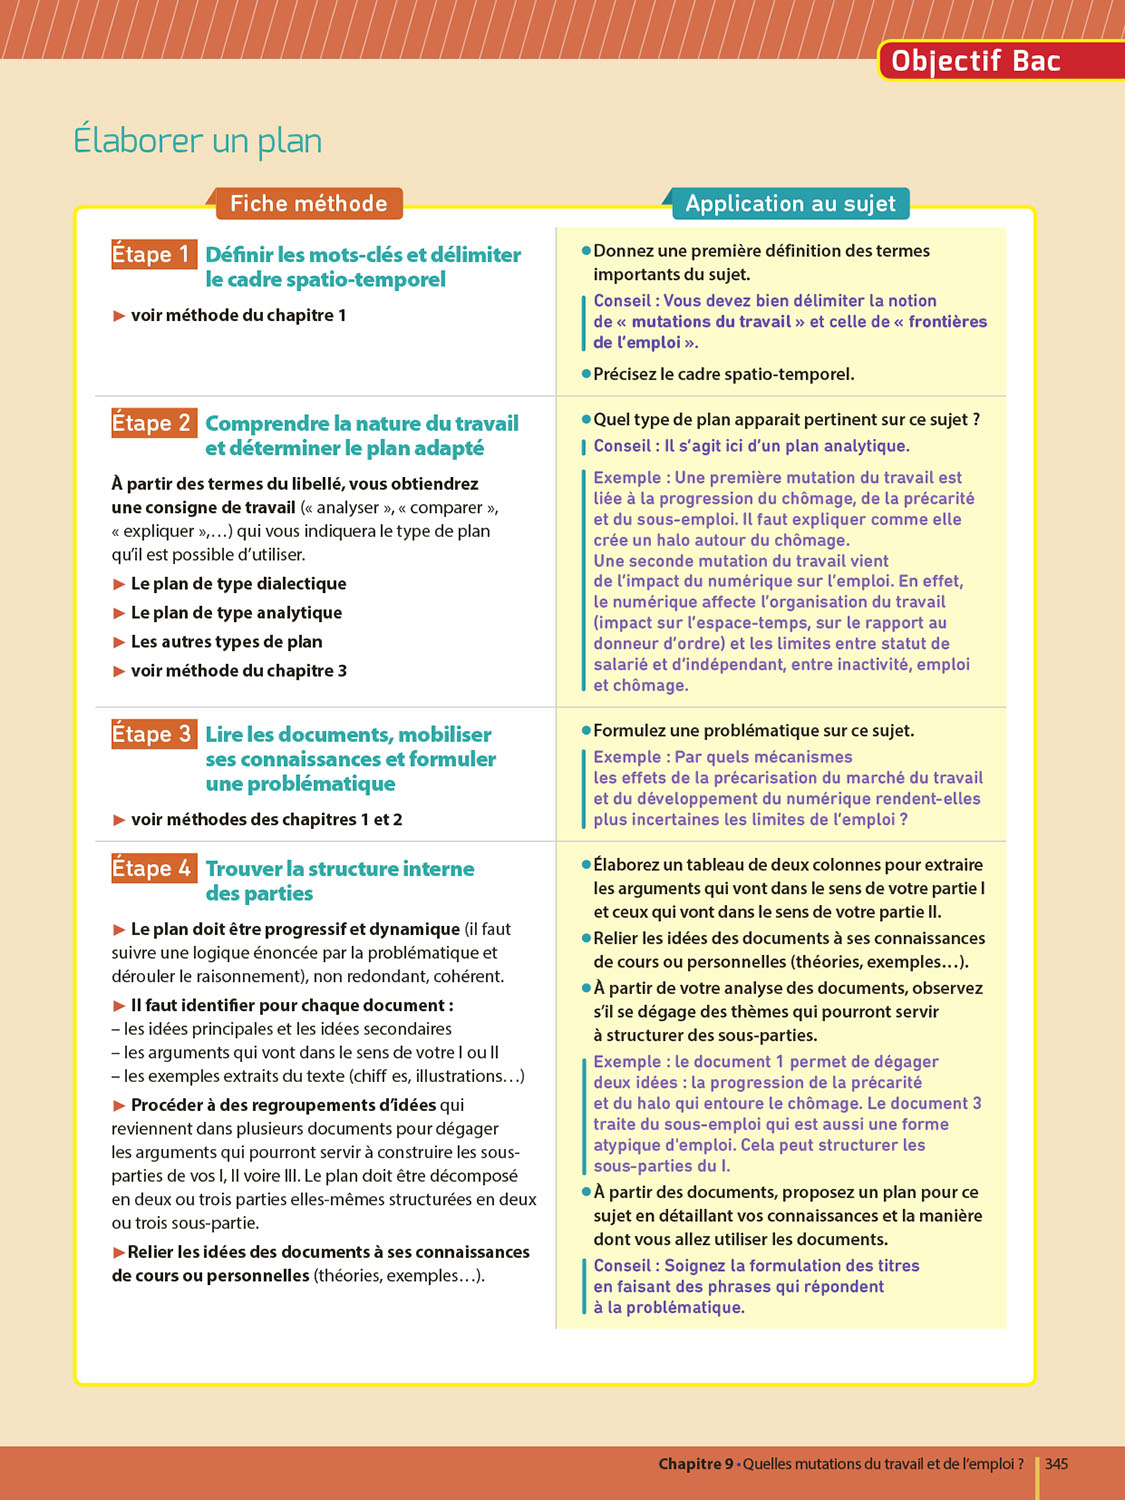 Objectif Bac
Élaborer un plan
Fiche méthode
Application au sujet
Étape 1 Définir les mots-clés et délimiter
le cadre spatio-temporel
► voir méthode du chapitre 1
• Donnez une première définition des termes
importants du sujet.
Conseil : Vous devez bien délimiter la notion
de « mutations du travail » et celle de « frontières
de l'emploi ».
• Précisez le cadre spatio-temporel.
Étape 2 Comprendre la nature du travail
et déterminer le plan adapté
À partir des termes du libellé, vous obtiendrez
une consigne de travail (« analyser », « comparer »,
« expliquer »,…) qui vous indiquera le type de plan
qu'il est possible d'utiliser.
► Le plan de type dialectique
► Le plan de type analytique
► Les autres types de plan
► voir méthode du chapitre 3
• Quel type de plan apparait pertinent sur ce sujet ?
Conseil : Il s'agit ici d'un plan analytique.
Exemple : Une première mutation du travail est
liée à la progression du chômage, de la précarité
et du sous-emploi. Il faut expliquer comme elle
crée un halo autour du chômage.
Une seconde mutation du travail vient
de l'impact du numérique sur l'emploi. En effet,
le numérique affecte l'organisation du travail
(impact sur l'espace-temps, sur le rapport au
donneur d'ordre) et les limites entre statut de
salarié et d'indépendant, entre inactivité, emploi
et chômage.
Étape 3 Lire les documents, mobiliser
ses connaissances et formuler
une problématique
► voir méthodes des chapitres 1 et 2
• Formulez une problématique sur ce sujet.
Exemple : Par quels mécanismes
les effets de la précarisation du marché du travail
et du développement du numérique rendent-elles
plus incertaines les limites de l'emploi ?
Étape 4 Trouver la structure interne
des parties
► Le plan doit être progressif et dynamique (il faut
suivre une logique énoncée par la problématique et
dérouler le raisonnement), non redondant, cohérent.
► Il faut identifier pour chaque document :
– les idées principales et les idées secondaires
– les arguments qui vont dans le sens de votre I ou II
– les exemples extraits du texte (chiff es, illustrations…)
► Procéder à des regroupements d'idées qui
reviennent dans plusieurs documents pour dégager
les arguments qui pourront servir à construire les sous-
parties de vos I, II voire III. Le plan doit être décomposé
en deux ou trois parties elles-mêmes structurées en deux
ou trois sous-partie.
►Relier les idées des documents à ses connaissances
de cours ou personnelles (théories, exemples…).
• Élaborez un tableau de deux colonnes pour extraire
les arguments qui vont dans le sens de votre partie I
et ceux qui vont dans le sens de votre partie II.
• Relier les idées des documents à ses connaissances
de cours ou personnelles (théories, exemples…).
• À partir de votre analyse des documents, observez
s'il se dégage des thèmes qui pourront servir
à structurer des sous-parties.
Exemple : le document 1 permet de dégager
deux idées : la progression de la précarité
et du halo qui entoure le chômage. Le document 3
traite du sous-emploi qui est aussi une forme
atypique d'emploi. Cela peut structurer les
sous-parties du I.
• À partir des documents, proposez un plan pour ce
sujet en détaillant vos connaissances et la manière
dont vous allez utiliser les documents.
Conseil : Soignez la formulation des titres
en faisant des phrases qui répondent
à la problématique.
Chapitre 9 • Quelles mutations du travail et de l'emploi ? 345